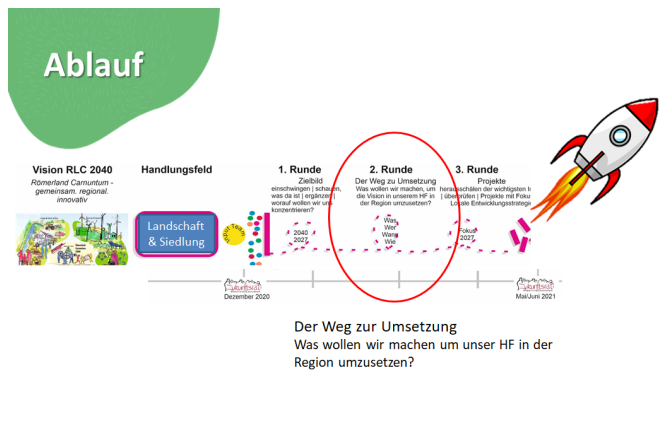 Ablauf
Vision RLC 2040
Römerland Carnuntum -
gemeinsam. regional.
innovativ
Handlungsfeld
Landschaft
& Siedlung
1. Runde
Zielbild
einschwingen | schauen,
was da ist | ergänzen |
worauf wollen wir uns
konzentrieren?
2040
2027
2. Runde
Der Weg zu Umsetzung
Was wollen wir machen, um
die Vision in unserem HF in
der Region umzusetzen?
Was
Wer
Wann
Wie
3. Runde
Projekte
herausschälen der wichtigsten
| überprüfen | Projekte mit
Lokale Entwicklungsstrategie
Fokus
2027
Dezember 2020
Mai/Juni 2021
Der Weg zur Umsetzung
Was wollen wir machen um unser HF in der
Region umzusetzen?